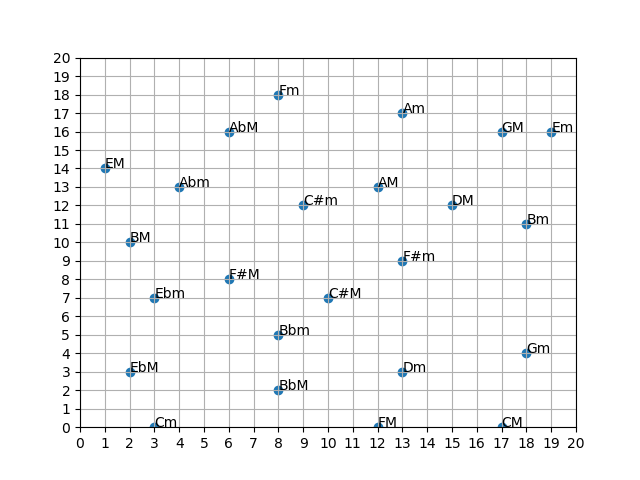 20
19
18 Fm
17 Am
16 AbM GM Em
15
14 EM
13 Abm AM
12 C#m DM
11 Bm
10 BM
9 F#m
8 F#M
7 Ebm C#M
6
5 Bbm
4 Gm
3 EbM Dm
2 BbM
1
0 Cm FM CM
0 1 2 3 4 5 6 7 8 9 10 11 12 13 14 15 16 17 18 19 20